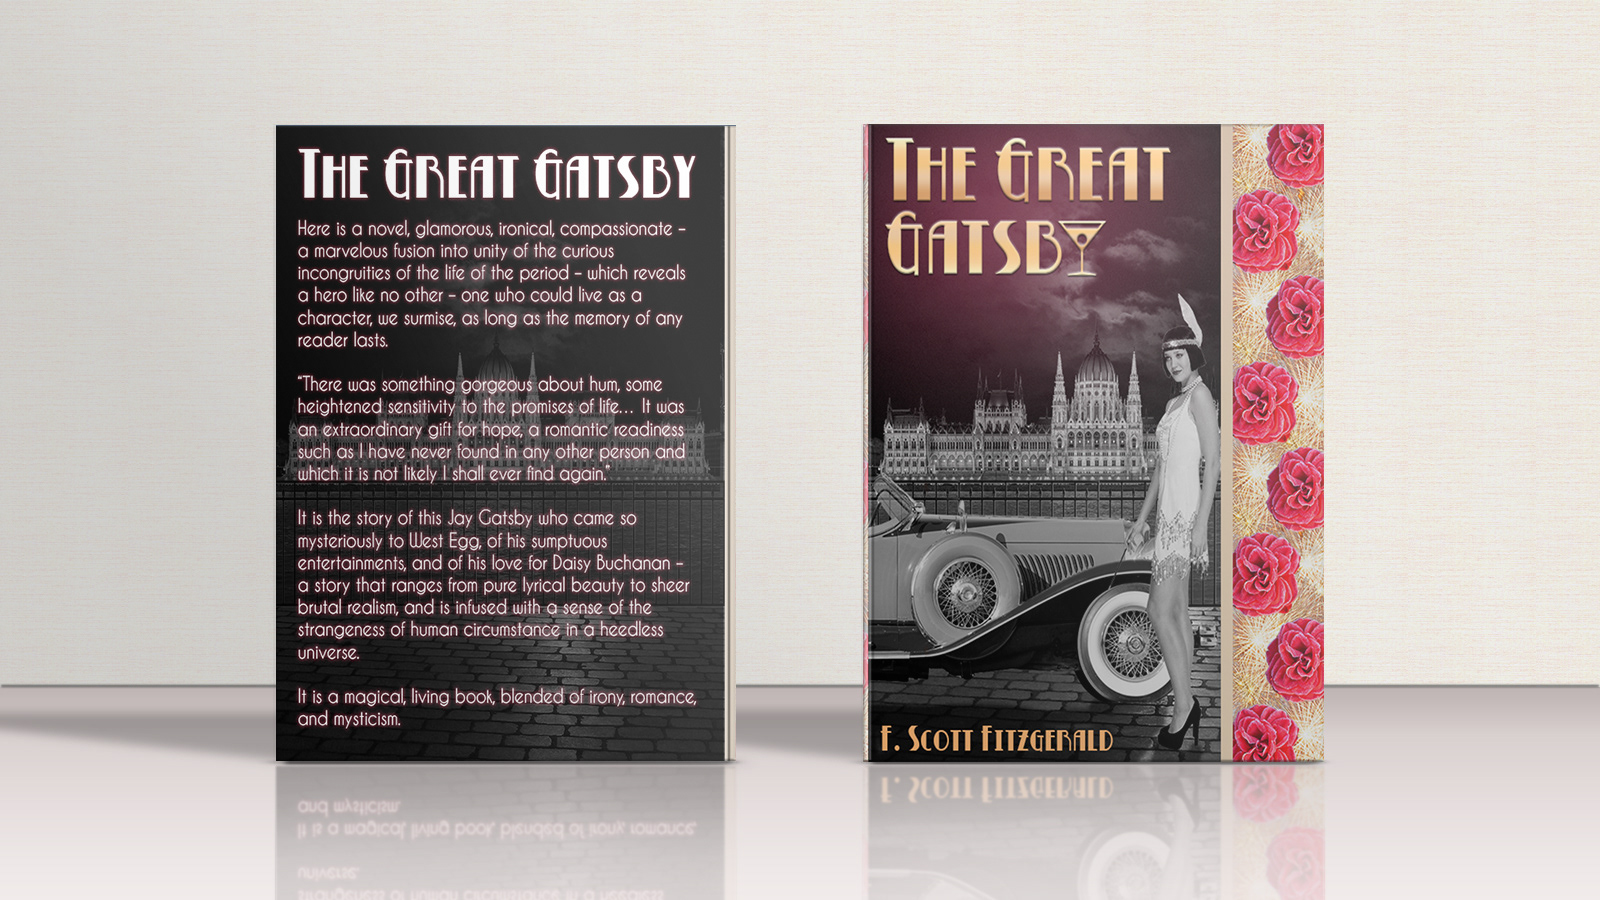 The Great Gatsby
Here is a novel, glamorous, ironical, compassionate –
a marvelous fusion into unity of the curious
incongruities of the life of the period – which reveals
a hero like no other – one who could live as a
character, we surmise, as long as the memory of any
reader lasts.
"There was something gorgeous about hum, some
heightened sensitivity to the promises of life... It was
an extraordinary gift for hope, a romantic readiness
such as I have never found in any other person and
which it is not likely I shall ever find again."
It is the story of this Jay Gatsby who came so
mysteriously to West Egg, of his sumptuous
entertainments, and of his love for Daisy Buchanan –
a story that ranges from pure lyrical beauty to sheer
brutal realism, and is infused with a sense of the
strangeness of human circumstance in a heedless
universe.
It is a magical, living book, blended of irony, romance,
and mysticism.
The Great
Gatsby
F. Scott Fitzgerald